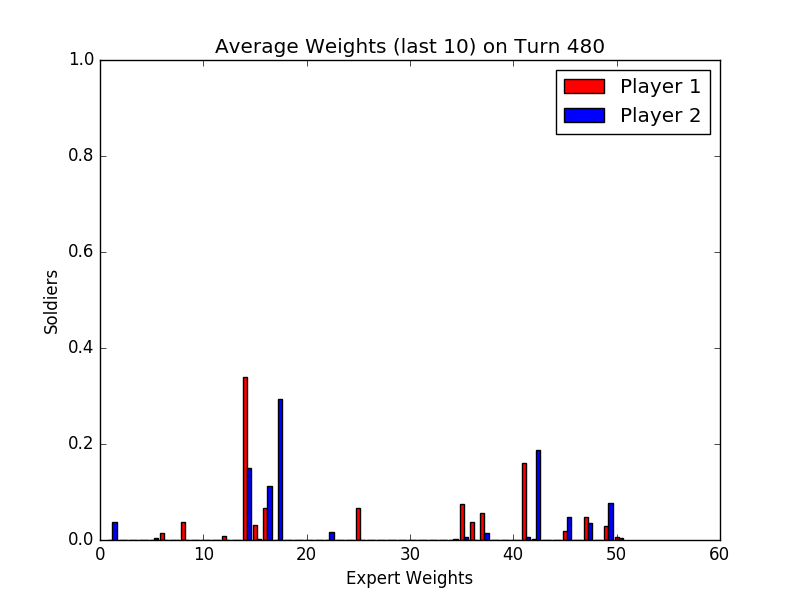 Average Weights (last 10) on Turn 480
1.0
Player 1
Player 2
0.8
0.6
Soldiers
0.4
0.2
0.0
0 10 20 30 40 50 60
Expert Weights